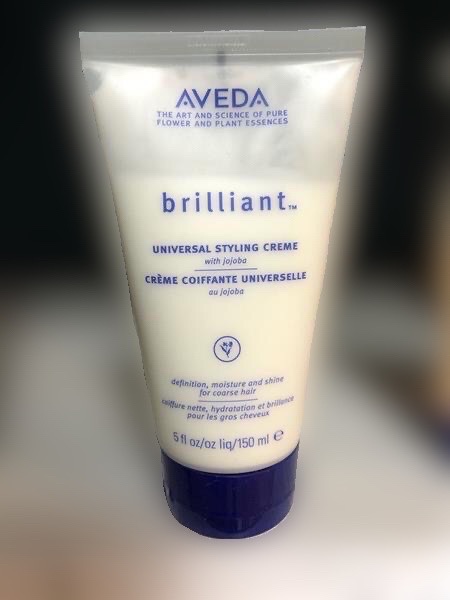 AVEDA
THE ART AND SCIENCE OF PURE
FLOWER AND PLANT ESSENCES
brilliant™
UNIVERSAL STYLING CREME
with jojoba
CRÈME COIFFANTE UNIVERSELLE
au jojoba
definition, moisture and shine
for coarse hair
coiffure nette, hydratation et brillance
pour les gros cheveux
5 fl oz/oz liq/150 ml ℮